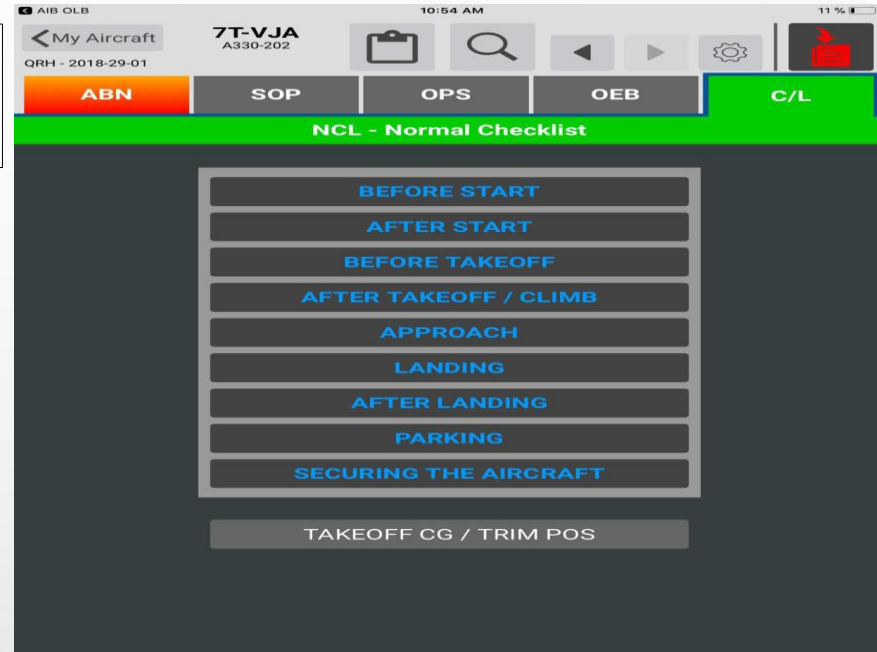 AIB OLB
10:54 AM
11 %
My Aircraft
7T-VJA
A330-202
QRH - 2018-29-01
ABN
SOP
OPS
OEB
C/L
NCL - Normal Checklist
BEFORE START
AFTER START
BEFORE TAKEOFF
AFTER TAKEOFF / CLIMB
APPROACH
LANDING
AFTER LANDING
PARKING
SECURING THE AIRCRAFT
TAKEOFF CG / TRIM POS